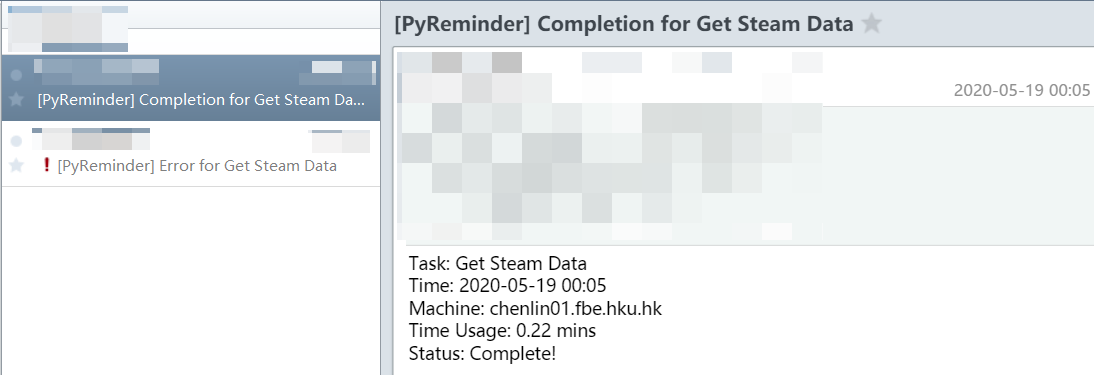 [PyReminder] Completion for Get Steam Da...
[PyReminder] Error for Get Steam Data
[PyReminder] Completion for Get Steam Data
2020-05-19 00:05
Task: Get Steam Data
Time: 2020-05-19 00:05
Machine: chenlin01.fbe.hku.hk
Time Usage: 0.22 mins
Status: Complete!